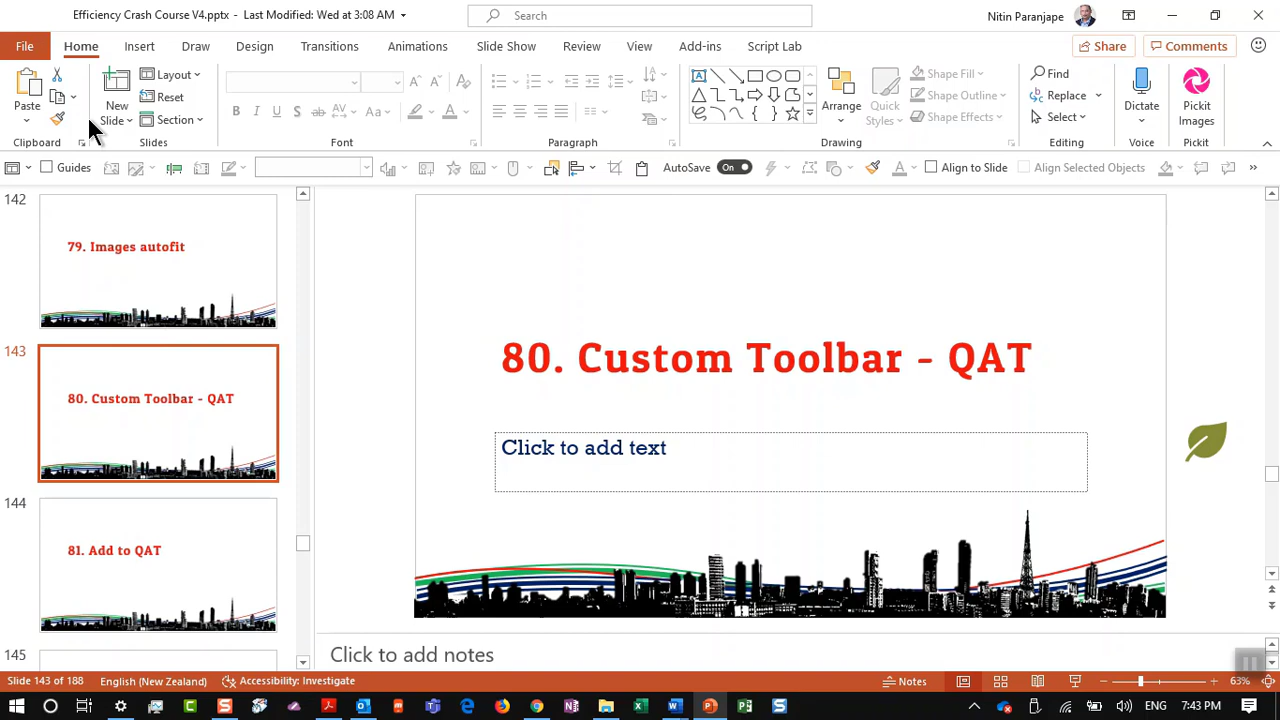 Efficiency Crash Course V4.pptx - Last Modified: Wed at 3:08 AM
Search
Nitin Paranjape
File Home Insert Draw Design Transitions Animations Slide Show Review View Add-ins Script Lab
Share Comments
Paste
Clipboard
New
Slide
Layout
Reset
Section
Slides
Font
Paragraph
Arrange
Quick
Styles
Shape Fill
Shape Outline
Shape Effects
Drawing
Find
Replace
Select
Editing
Dictate
Voice
Pickit
Images
Pickit
Guides
AutoSave On
Align to Slide
Align Selected Objects
142
79. Images autofit
143
80. Custom Toolbar - QAT
144
81. Add to QAT
145
80. Custom Toolbar - QAT
Click to add text
Click to add notes
Slide 143 of 188 English (New Zealand) Accessibility: Investigate Notes 63%
ENG 7:43 PM